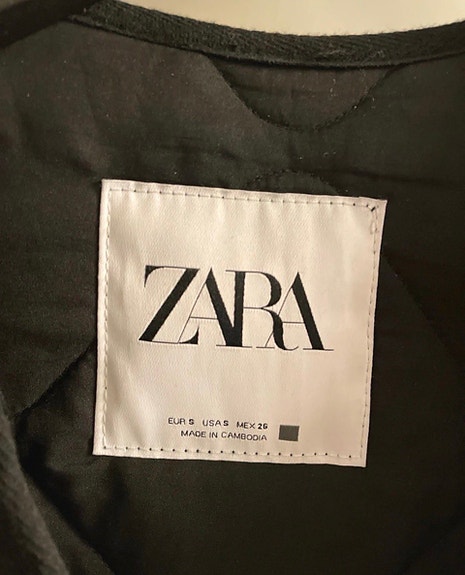 ZARA
EUR S USA S MEX 26
MADE IN CAMBODIA